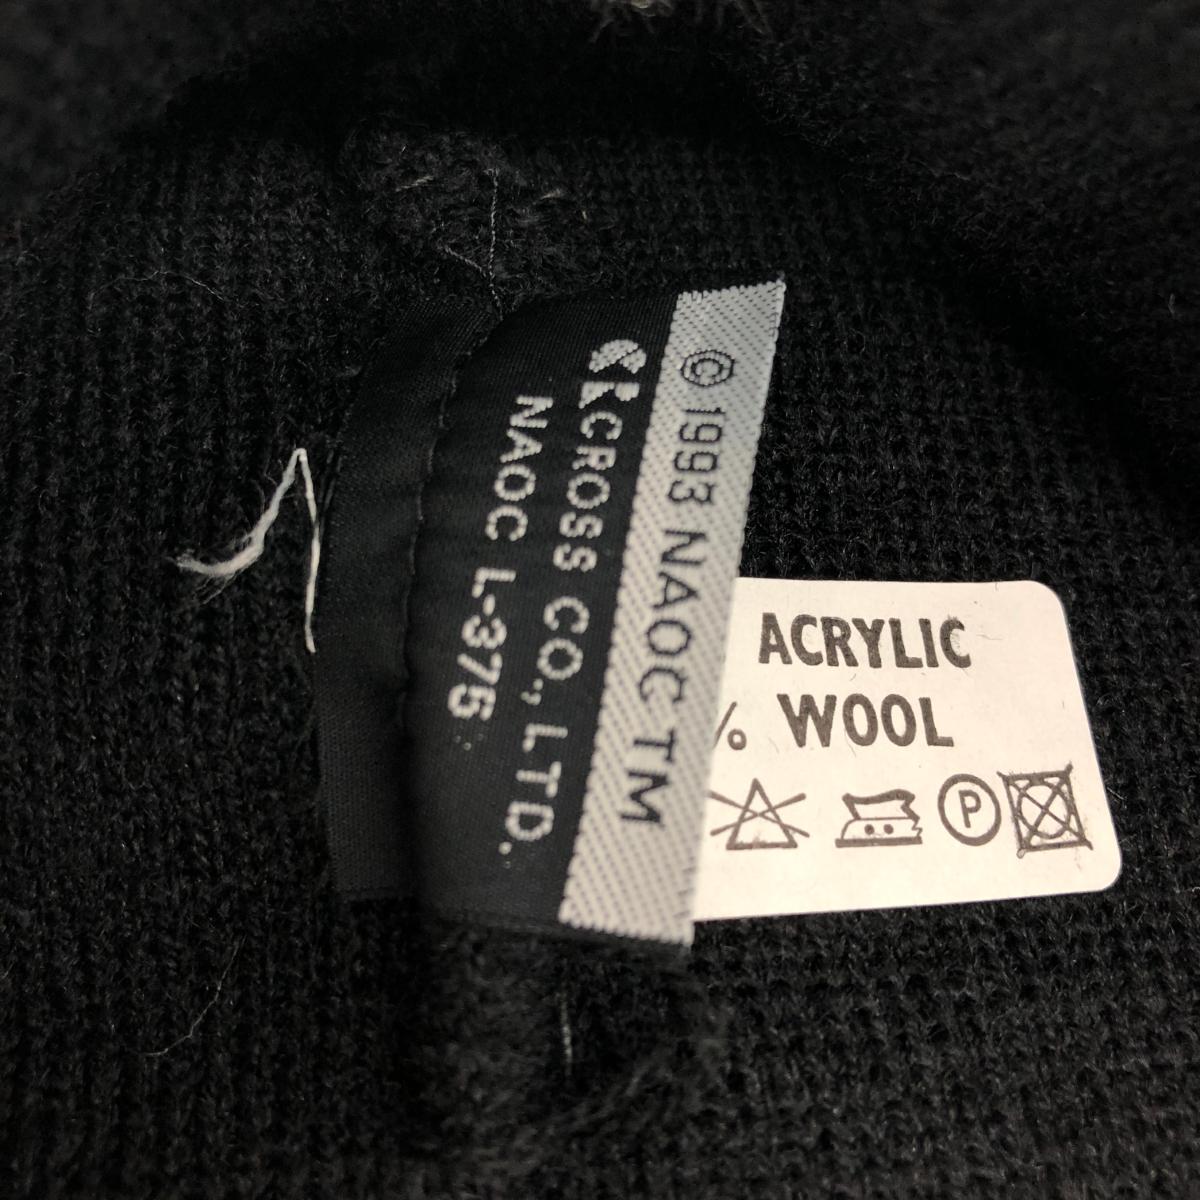 © 1993 NAOC TM
CROSS CO., LTD.
NAOC L-375
ACRYLIC
% WOOL
P